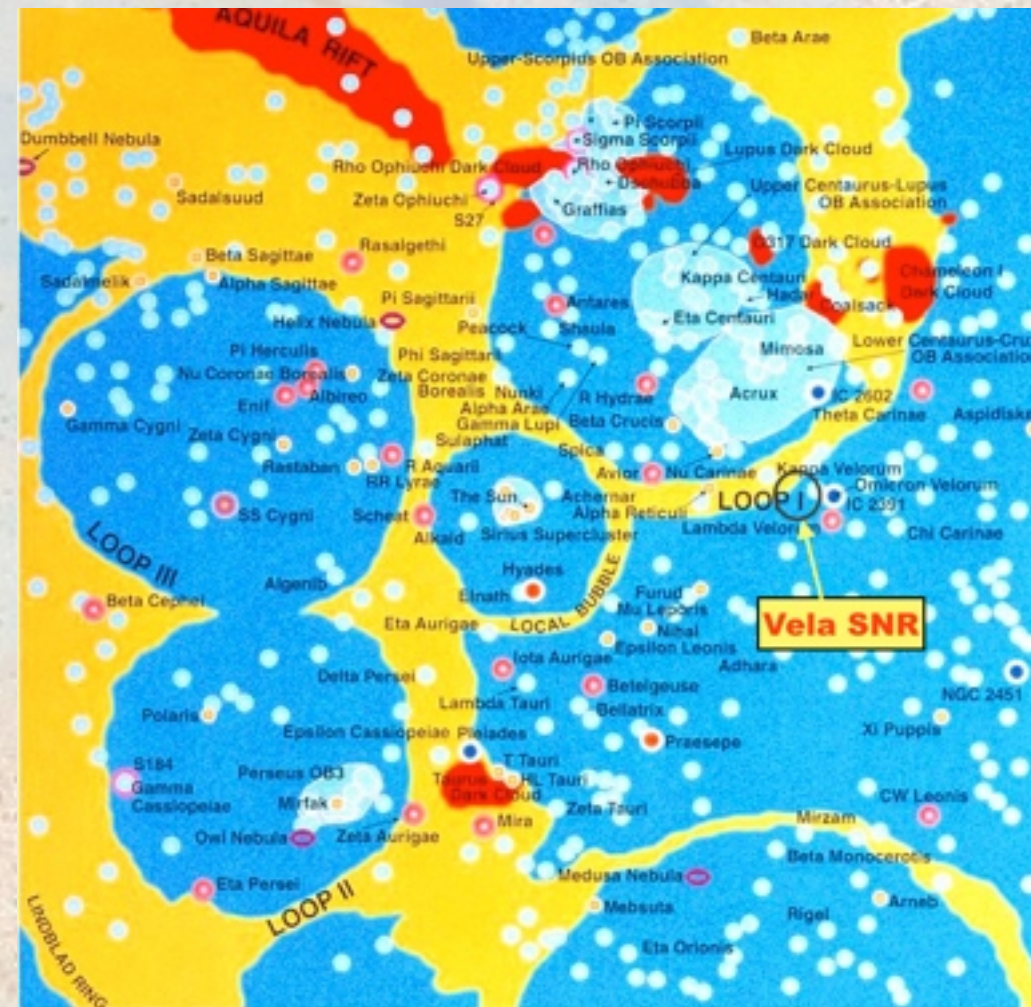 AQUILA RIFT
Beta Arae
Upper-Scorpius OB Association
Pi Scorpii
Sigma Scorpii
Dumbbell Nebula
Lupus Dark Cloud
Rho Ophiuchi Dark Cloud
Rho Ophiuchi
Dschubba
Upper Centaurus-Lupus
OB Association
Sadalsuud
Zeta Ophiuchi
Graffias
S27
Rasalgethi
Beta Sagittae
Sadalmelik
Alpha Sagittae
Kappa Centauri
Chameleon I
Dark Cloud
Pi Sagittarii
Antares
Hadar
Coalsack
Helix Nebula
Peacock
Shaula
Eta Centauri
Mimosa
Lower Centaurus-Crux
OB Association
Pi Herculis
Phi Sagittarii
Nu Coronae Borealis
Zeta Coronae
Borealis
Nunki
Albireo
Enif
R Hydrae
Acrux
IC 2602
Alpha Arae
Theta Carinae
Aspidiske
Gamma Cygni
Gamma Lupi
Beta Crucis
Zeta Cygni
Sulaphat
Spica
Rastaban
R Aquarii
RR Lyrae
Avior
Nu Carinae
Kappa Velorum
Omicron Velorum
The Sun
Achernar
LOOP I
IC 2391
SS Cygni
Scheat
Alpha Reticuli
Lambda Velorum
Chi Carinae
Alkaid
Sirius Supercluster
LOOP III
Hyades
Algenib
Elnath
Furud
LOCAL BUBBLE
Beta Cephei
Mu Leporis
Eta Aurigae
Nihal
Vela SNR
Epsilon Leonis
Iota Aurigae
Adhara
Delta Persei
Betelgeuse
NGC 2451
Lambda Tauri
Bellatrix
Polaris
Xi Puppis
Epsilon Cassiopeiae
Pleiades
Praesepe
S184
T Tauri
Perseus OB3
Taurus
Dark Cloud
HL Tauri
Gamma
Cassiopeiae
CW Leonis
Mirfak
Zeta Tauri
Mira
Mirzam
Owl Nebula
Zeta Aurigae
Beta Monocerotis
Medusa Nebula
Eta Persei
LOOP II
Mebsuta
Rigel
Arneb
LINDBLAD RING
Eta Orionis